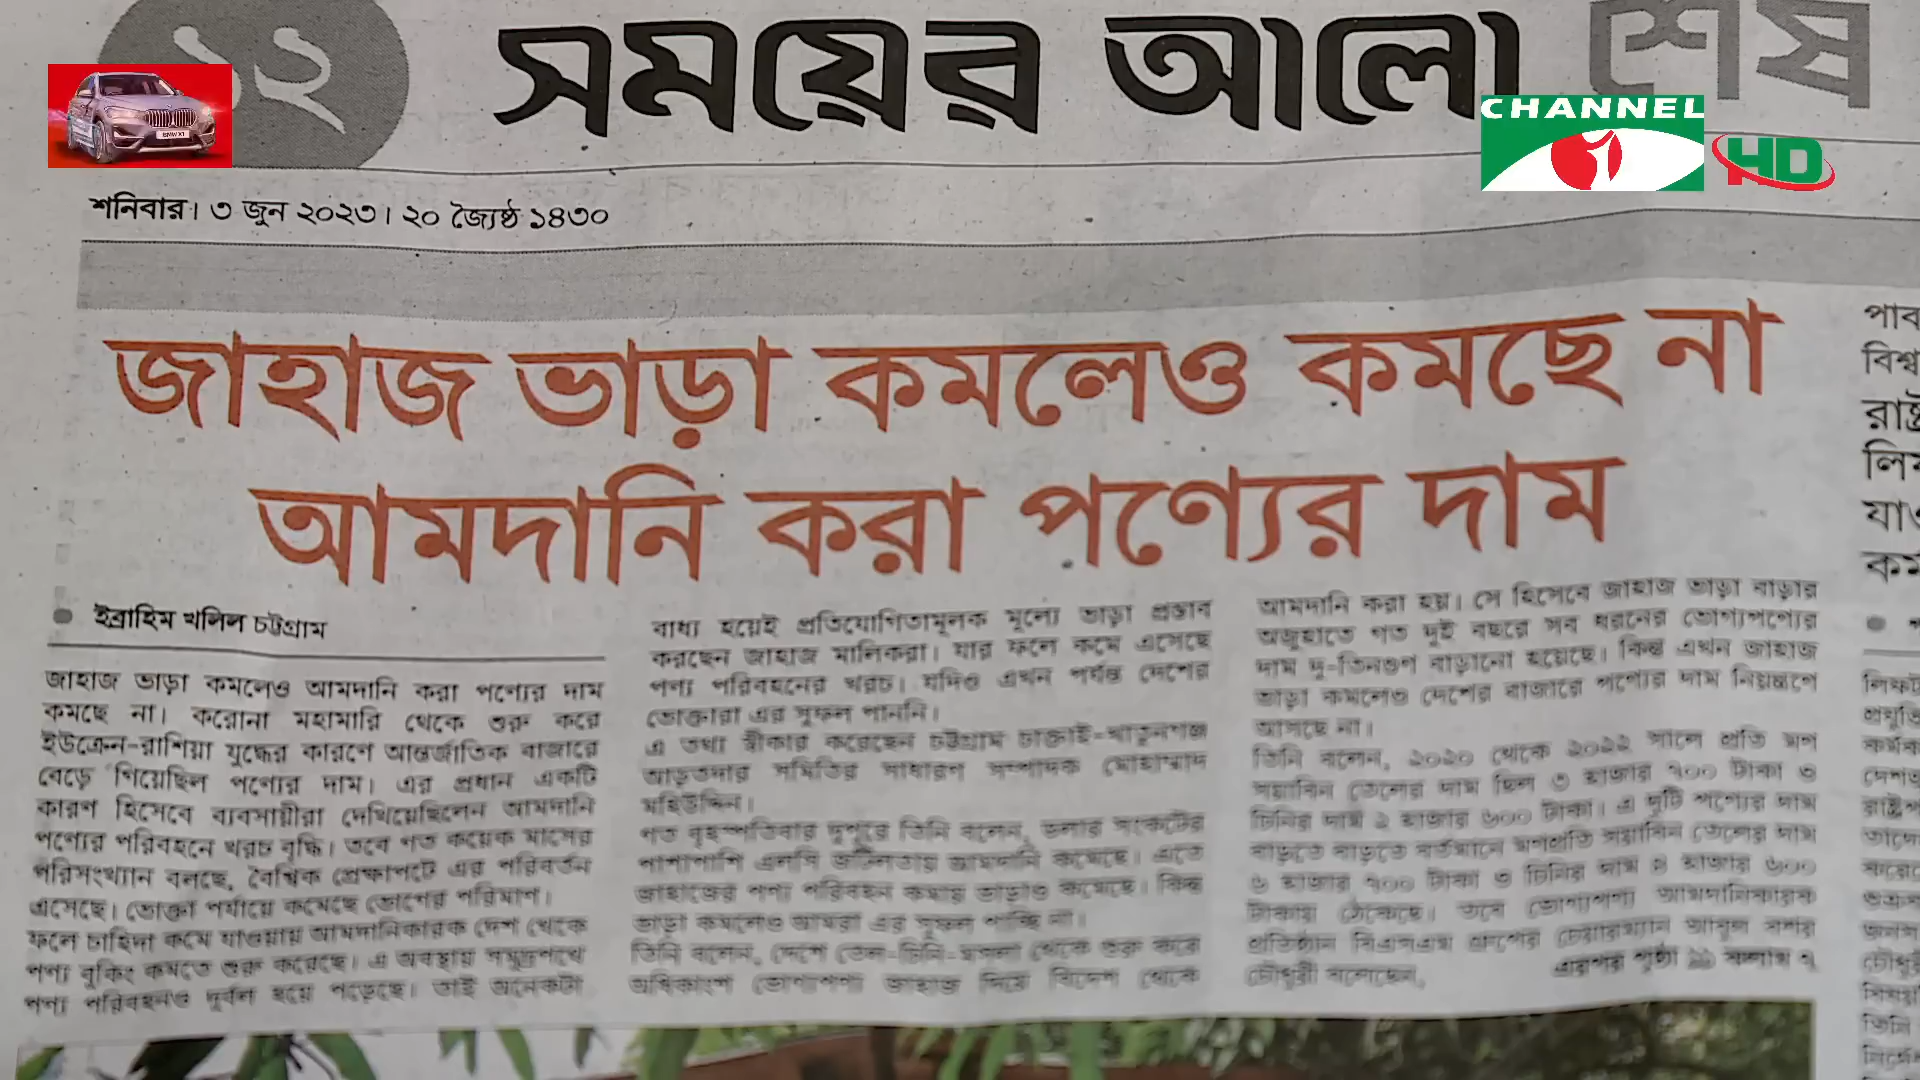 ১২
সময়ের আলো
শেষ
CHANNEL
i
HD
BMW X1
শনিবার। ৩ জুন ২০২৩। ২০ জ্যৈষ্ঠ ১৪৩০
জাহাজ ভাড়া কমলেও কমছে না
আমদানি করা পণ্যের দাম
ইব্রাহিম খলিল চট্টগ্রাম
জাহাজ ভাড়া কমলেও আমদানি করা পণ্যের দাম
কমছে না। করোনা মহামারি থেকে শুরু করে
ইউক্রেন-রাশিয়া যুদ্ধের কারণে আন্তর্জাতিক বাজারে
বেড়ে গিয়েছিল পণ্যের দাম। এর প্রধান একটি
কারণ হিসেবে ব্যবসায়ীরা দেখিয়েছিলেন আমদানি
পণ্যের পরিবহনে খরচ বৃদ্ধি। তবে গত কয়েক মাসের
পরিসংখ্যান বলছে, বৈশ্বিক প্রেক্ষাপটে এর পরিবর্তন
এসেছে। ভোক্তা পর্যায়ে কমেছে ভোগের পরিমাণ।
ফলে চাহিদা কমে যাওয়ায় আমদানিকারক দেশ থেকে
পণ্য বুকিং কমতে শুরু করেছে। এ অবস্থায় সমুদ্রপথে
পণ্য পরিবহনও দুর্বল হয়ে পড়েছে। তাই অনেকটা
বাধ্য হয়েই প্রতিযোগিতামূলক মূল্যে ভাড়া প্রস্তাব
করছেন জাহাজ মালিকরা। যার ফলে কমে এসেছে
পণ্য পরিবহনের খরচ। যদিও এখন পর্যন্ত দেশের
ভোক্তারা এর সুফল পাননি।
এ তথ্য স্বীকার করেছেন চট্টগ্রাম চাক্তাই-খাতুনগঞ্জ
আড়তদার সমিতির সাধারণ সম্পাদক মোহাম্মদ
মহিউদ্দিন।
গত বৃহস্পতিবার দুপুরে তিনি বলেন, ডলার সংকটের
পাশাপাশি এলসি জটিলতায় আমদানি কমেছে। এতে
জাহাজের পণ্য পরিবহন কমায় ভাড়াও কমেছে। কিন্তু
ভাড়া কমলেও আমরা এর সুফল পাচ্ছি না।
তিনি বলেন, দেশে তেল-চিনি-মসলা থেকে শুরু করে
অধিকাংশ ভোগ্যপণ্য জাহাজ দিয়ে বিদেশ থেকে
আমদানি করা হয়। সে হিসেবে জাহাজ ভাড়া বাড়ার
অজুহাতে গত দুই বছরে সব ধরনের ভোগ্যপণ্যের
দাম দু-তিনগুণ বাড়ানো হয়েছে। কিন্তু এখন জাহাজ
ভাড়া কমলেও দেশের বাজারে পণ্যের দাম নিয়ন্ত্রণে
আসছে না।
তিনি বলেন, ২০২০ থেকে ২০২২ সালে প্রতি মণ
সয়াবিন তেলের দাম ছিল ৩ হাজার ৭০০ টাকা ও
চিনির দাম ২ হাজার ৬০০ টাকা। এ দুটি পণ্যের দাম
বাড়তে বাড়তে বর্তমানে মণপ্রতি সয়াবিন তেলের দাম
৬ হাজার ৭০০ টাকা ও চিনির দাম ৪ হাজার ৬০০
টাকায় ঠেকেছে। তবে ভোগ্যপণ্য আমদানিকারক
প্রতিষ্ঠান বিএসএম গ্রুপের চেয়ারম্যান আবুল বশর
চৌধুরী বলেছেন,
এরপর পৃষ্ঠা ১১ কলাম ৭